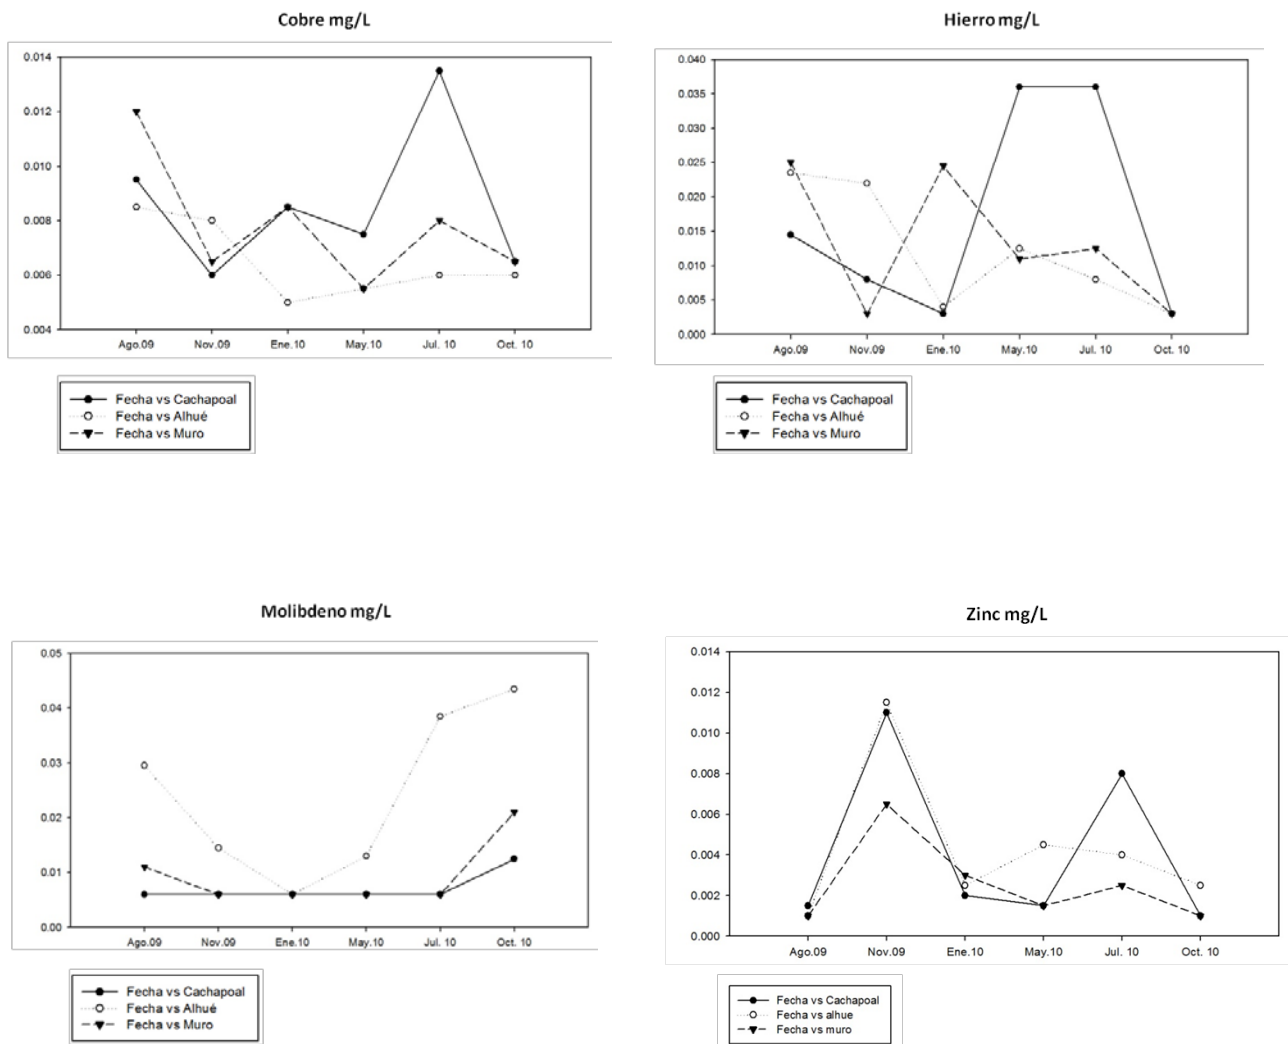 Cobre mg/L
0.014
0.012
0.010
0.008
0.006
0.004
Ago.09 Nov.09 Ene.10 May.10 Jul. 10 Oct. 10
Fecha vs Cachapoal
Fecha vs Alhué
Fecha vs Muro
Hierro mg/L
0.040
0.035
0.030
0.025
0.020
0.015
0.010
0.005
0.000
Ago.09 Nov.09 Ene.10 May.10 Jul. 10 Oct. 10
Fecha vs Cachapoal
Fecha vs Alhué
Fecha vs Muro
Molibdeno mg/L
0.05
0.04
0.03
0.02
0.01
0.00
Ago.09 Nov.09 Ene.10 May.10 Jul. 10 Oct. 10
Fecha vs Cachapoal
Fecha vs Alhué
Fecha vs Muro
Zinc mg/L
0.014
0.012
0.010
0.008
0.006
0.004
0.002
0.000
Ago.09 Nov.09 Ene.10 May.10 Jul. 10 Oct. 10
Fecha vs Cachapoal
Fecha vs alhue
Fecha vs muro